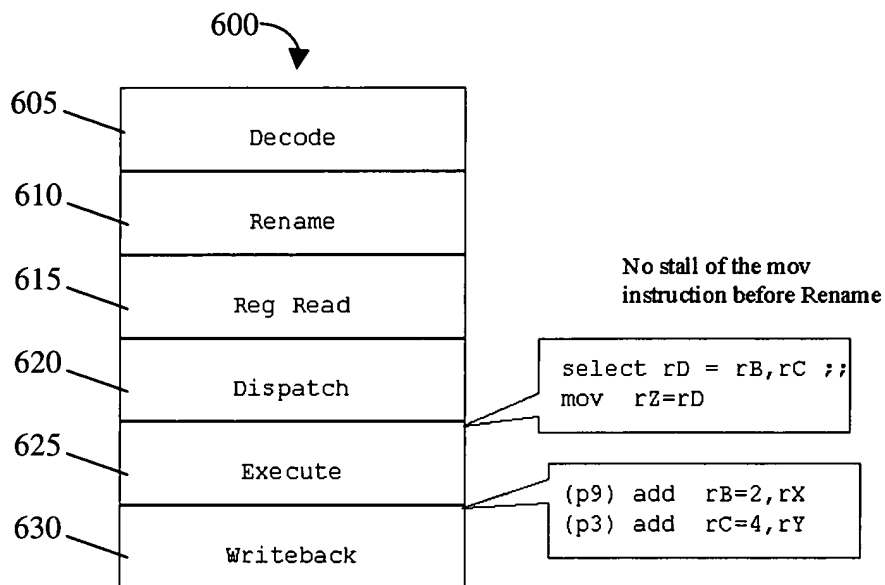 600
605
Decode
610
Rename
615
Reg Read
No stall of the mov
instruction before Rename
620
Dispatch
select rD = rB,rC ;;
mov rZ=rD
625
Execute
(p9) add rB=2,rX
(p3) add rC=4,rY
630
Writeback